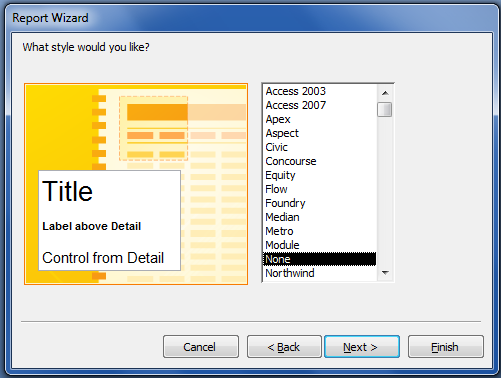 Report Wizard
What style would you like?
Title
Label above Detail
Control from Detail
Access 2003
Access 2007
Apex
Aspect
Civic
Concourse
Equity
Flow
Foundry
Median
Metro
Module
None
Northwind
Cancel
< Back
Next >
Finish